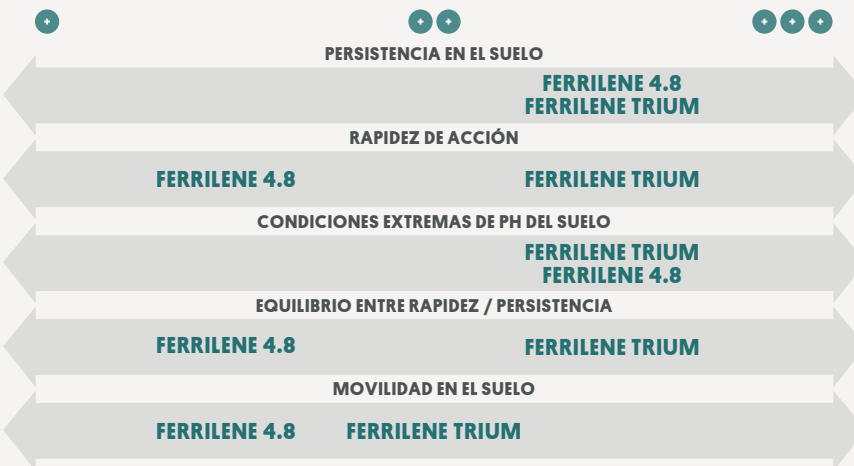 +
+ +
+ + +
PERSISTENCIA EN EL SUELO
FERRILENE 4.8
FERRILENE TRIUM
RAPIDEZ DE ACCIÓN
FERRILENE 4.8 FERRILENE TRIUM
CONDICIONES EXTREMAS DE PH DEL SUELO
FERRILENE TRIUM
FERRILENE 4.8
EQUILIBRIO ENTRE RAPIDEZ / PERSISTENCIA
FERRILENE 4.8 FERRILENE TRIUM
MOVILIDAD EN EL SUELO
FERRILENE 4.8 FERRILENE TRIUM